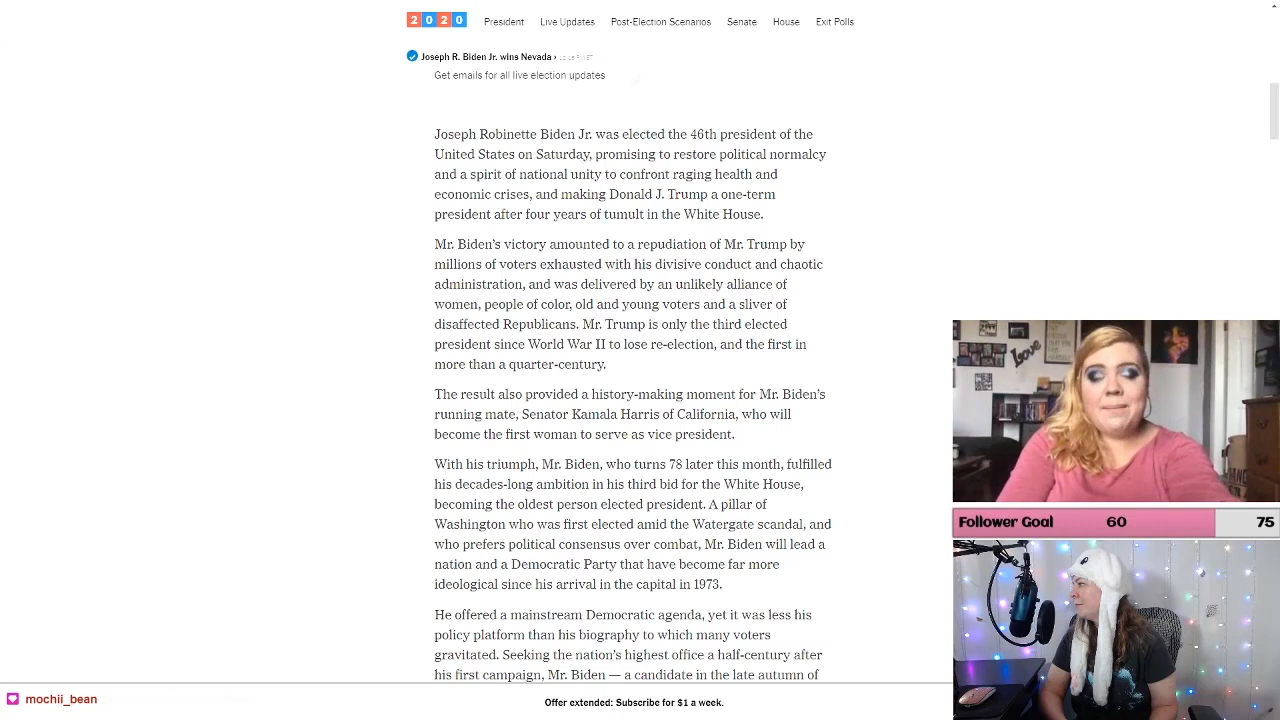 2020 President Live Updates Post-Election Scenarios Senate House Exit Polls
Joseph R. Biden Jr. wins Nevada ›
Get emails for all live election updates
Joseph Robinette Biden Jr. was elected the 46th president of the
United States on Saturday, promising to restore political normalcy
and a spirit of national unity to confront raging health and
economic crises, and making Donald J. Trump a one-term
president after four years of tumult in the White House.
Mr. Biden’s victory amounted to a repudiation of Mr. Trump by
millions of voters exhausted with his divisive conduct and chaotic
administration, and was delivered by an unlikely alliance of
women, people of color, old and young voters and a sliver of
disaffected Republicans. Mr. Trump is only the third elected
president since World War II to lose re-election, and the first in
more than a quarter-century.
The result also provided a history-making moment for Mr. Biden’s
running mate, Senator Kamala Harris of California, who will
become the first woman to serve as vice president.
With his triumph, Mr. Biden, who turns 78 later this month, fulfilled
his decades-long ambition in his third bid for the White House,
becoming the oldest person elected president. A pillar of
Washington who was first elected amid the Watergate scandal, and
who prefers political consensus over combat, Mr. Biden will lead a
nation and a Democratic Party that have become far more
ideological since his arrival in the capital in 1973.
He offered a mainstream Democratic agenda, yet it was less his
policy platform than his biography to which many voters
gravitated. Seeking the nation’s highest office a half-century after
his first campaign, Mr. Biden — a candidate in the late autumn of
Love
Follower Goal 60 75
mochii_bean
Offer extended: Subscribe for $1 a week.